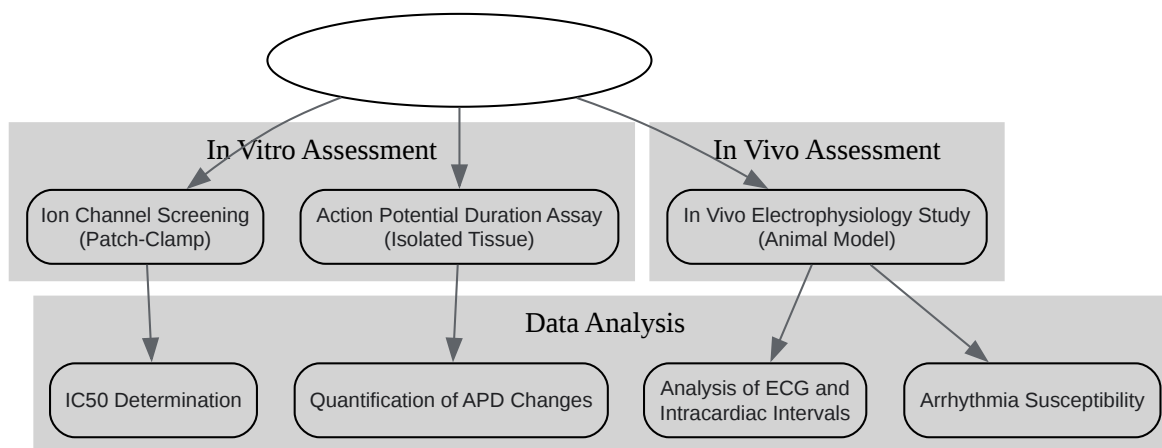 In Vitro Assessment
In Vivo Assessment
Ion Channel Screening
(Patch-Clamp)
Action Potential Duration Assay
(Isolated Tissue)
In Vivo Electrophysiology Study
(Animal Model)
Data Analysis
IC50 Determination
Quantification of APD Changes
Analysis of ECG and
Intracardiac Intervals
Arrhythmia Susceptibility